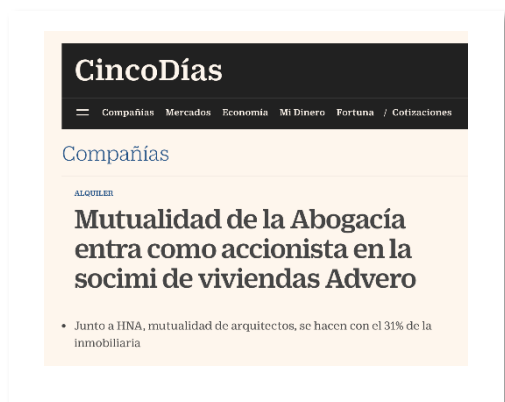 CincoDías
Compañías Mercados Economía Mi Dinero Fortuna / Cotizaciones
Compañías
ALQUILER
Mutualidad de la Abogacía
entra como accionista en la
socimi de viviendas Advero
• Junto a HNA, mutualidad de arquitectos, se hacen con el 31% de la
inmobiliaria